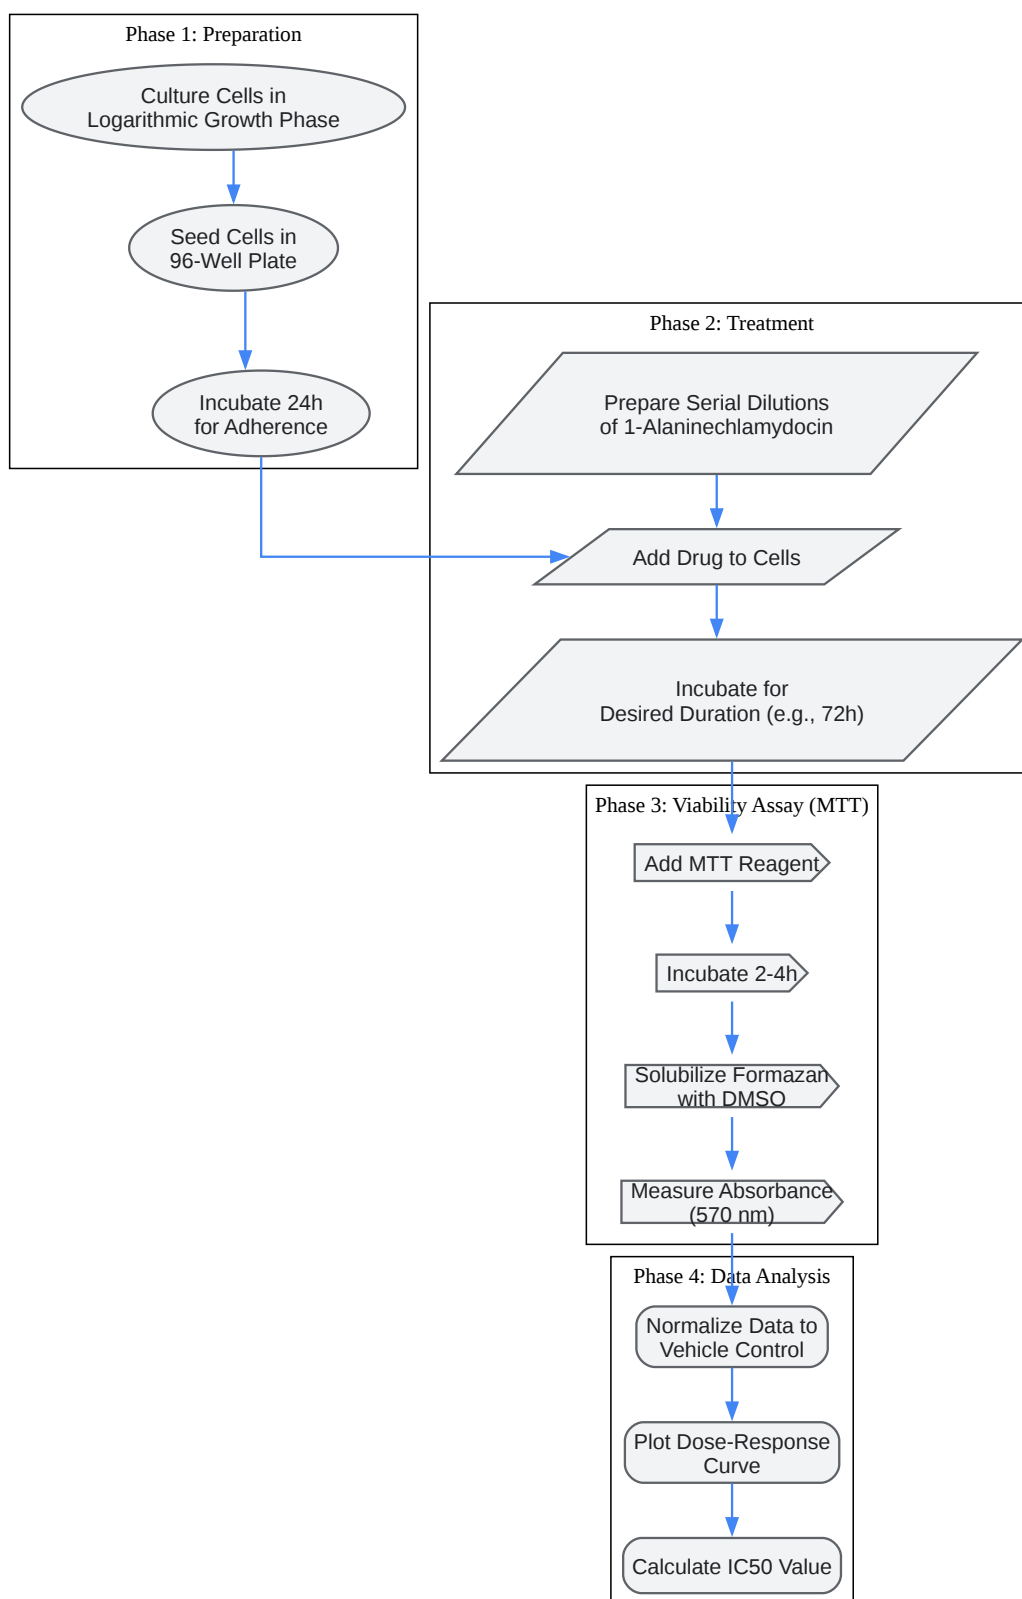 Phase 1: Preparation
Culture Cells in
Logarithmic Growth Phase
Seed Cells in
96-Well Plate
Incubate 24h
for Adherence
Phase 2: Treatment
Prepare Serial Dilutions
of 1-Alaninechlamydocin
Add Drug to Cells
Incubate for
Desired Duration (e.g., 72h)
Phase 3: Viability Assay (MTT)
Add MTT Reagent
Incubate 2-4h
Solubilize Formazan
with DMSO
Measure Absorbance
(570 nm)
Phase 4: Data Analysis
Normalize Data to
Vehicle Control
Plot Dose-Response
Curve
Calculate IC50 Value